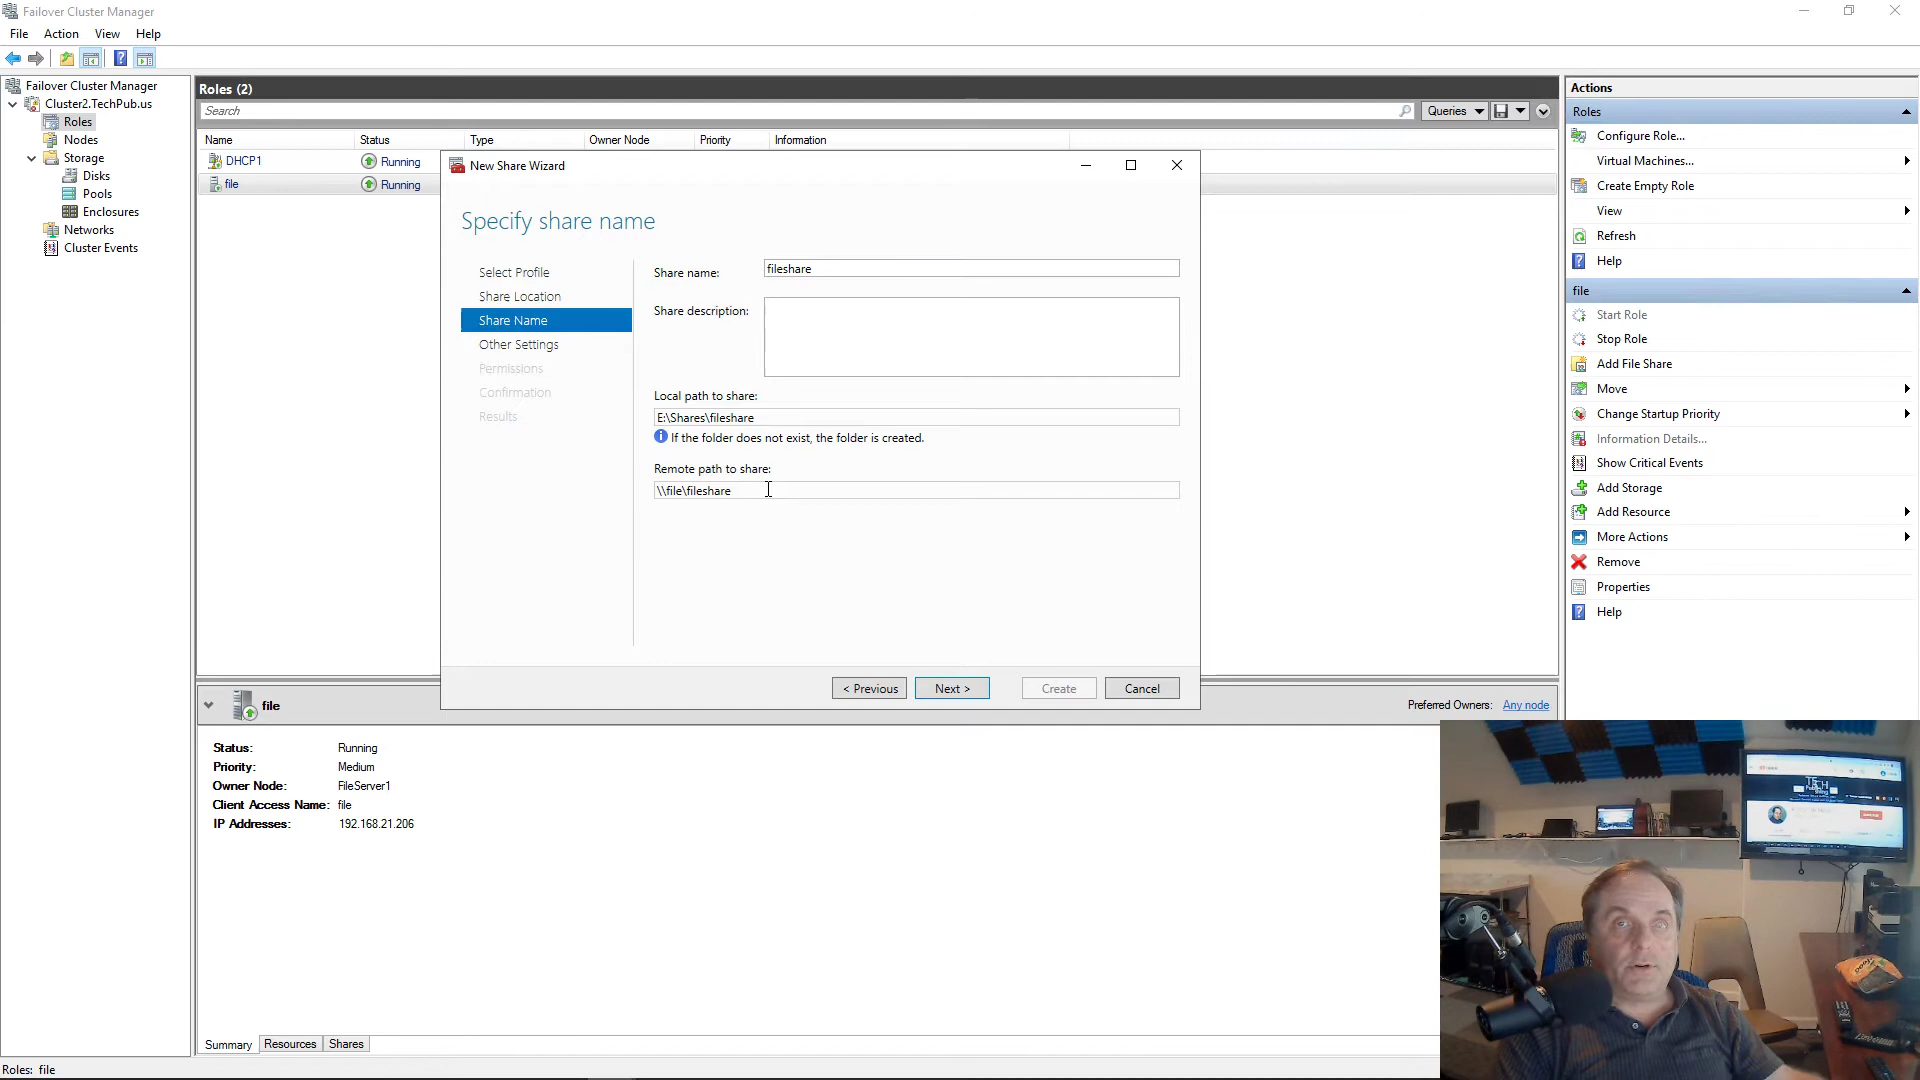 Failover Cluster Manager
File Action View Help
Failover Cluster Manager
Cluster2.TechPub.us
Roles
Nodes
Storage
Disks
Pools
Enclosures
Networks
Cluster Events
Roles (2)
Search
Queries
Name Status Type Owner Node Priority Information
DHCP1 Running
file Running
New Share Wizard
Specify share name
Select Profile
Share Location
Share Name
Other Settings
Permissions
Confirmation
Results
Share name: fileshare
Share description:
Local path to share:
E:\Shares\fileshare
If the folder does not exist, the folder is created.
Remote path to share:
\\file\fileshare
< Previous Next > Create Cancel
file
Preferred Owners: Any node
Status: Running
Priority: Medium
Owner Node: FileServer1
Client Access Name: file
IP Addresses: 192.168.21.206
Summary Resources Shares
Roles: file
Actions
Roles
Configure Role...
Virtual Machines...
Create Empty Role
View
Refresh
Help
file
Start Role
Stop Role
Add File Share
Move
Change Startup Priority
Information Details...
Show Critical Events
Add Storage
Add Resource
More Actions
Remove
Properties
Help